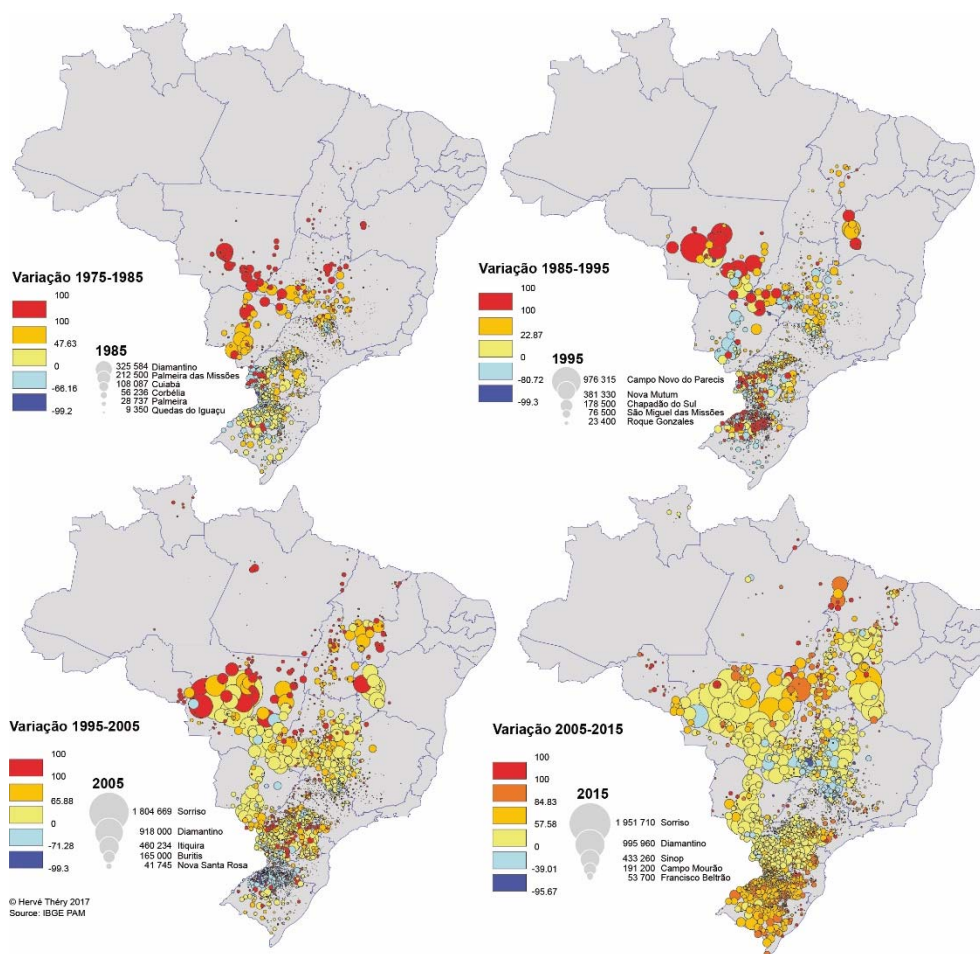 Variação 1975-1985
100
100
47.63
0
-66.16
-99.2
1985
325 584 Diamantino
212 500 Palmeira das Missões
108 087 Cuiabá
56 236 Corbélia
28 737 Palmeira
9 350 Quedas do Iguaçu
Variação 1985-1995
100
100
22.87
0
-80.72
-99.3
1995
976 315 Campo Novo do Parecis
381 330 Nova Mutum
178 500 Chapadão do Sul
76 500 São Miguel das Missões
23 400 Roque Gonzales
Variação 1995-2005
100
100
65.88
0
-71.28
-99.3
2005
1 804 669 Sorriso
918 000 Diamantino
460 234 Itiquira
165 000 Buritis
41 745 Nova Santa Rosa
© Hervé Théry 2017
Source: IBGE PAM
Variação 2005-2015
100
100
84.83
57.58
0
-39.01
-95.67
2015
1 951 710 Sorriso
995 960 Diamantino
433 260 Sinop
191 200 Campo Mourão
53 700 Francisco Beltrão